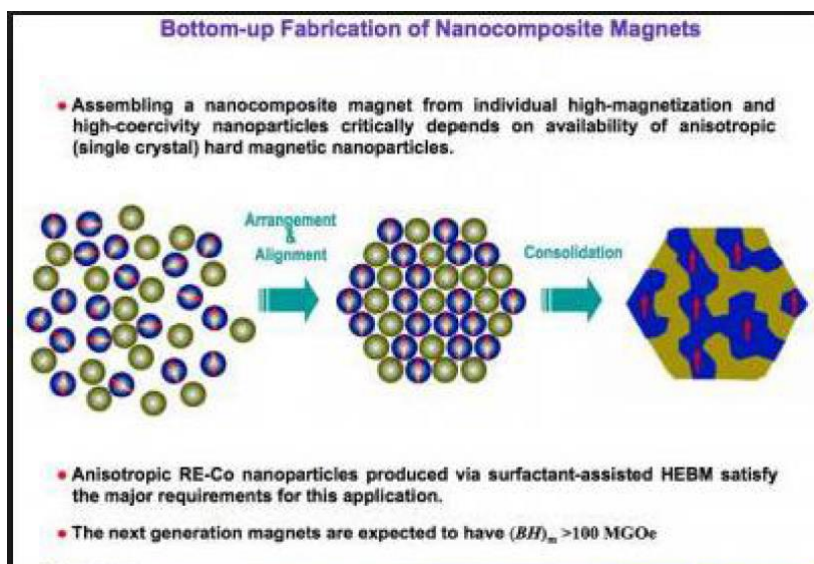 Bottom-up Fabrication of Nanocomposite Magnets
• Assembling a nanocomposite magnet from individual high-magnetization and
high-coercivity nanoparticles critically depends on availability of anisotropic
(single crystal) hard magnetic nanoparticles.
Arrangement
&
Alignment
Consolidation
• Anisotropic RE-Co nanoparticles produced via surfactant-assisted HEBM satisfy
the major requirements for this application.
• The next generation magnets are expected to have (BH)m >100 MGOe